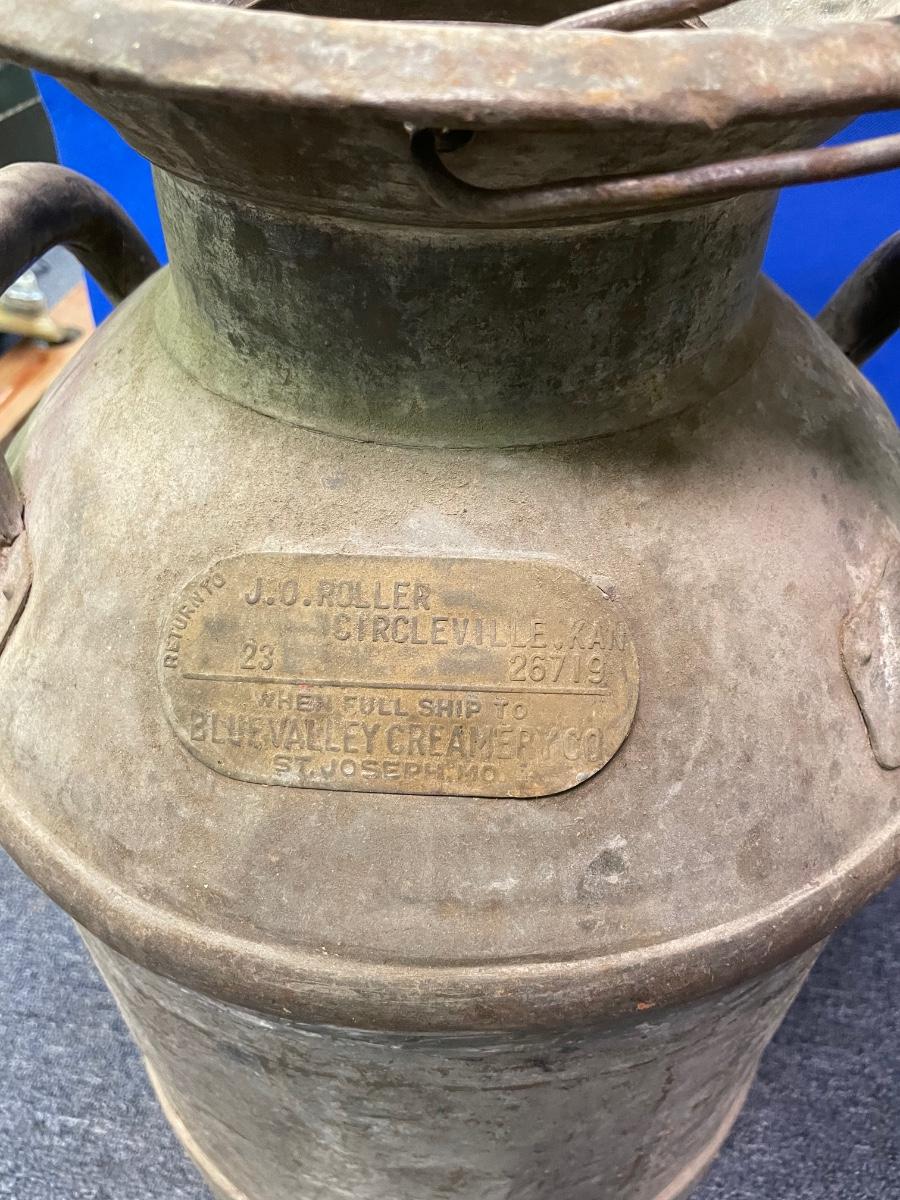 RETURN TO
J.O.ROLLER
CIRCLEVILLE.KAN
23 26719
WHEN FULL SHIP TO
BLUE VALLEY CREAMERY CO.
ST. JOSEPH, MO.